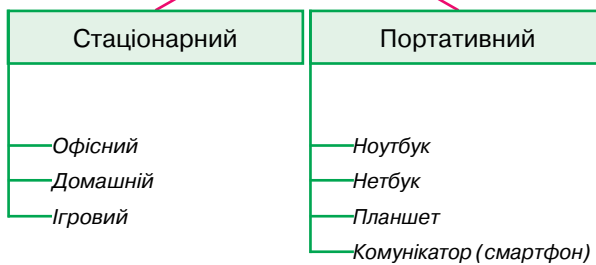 Стаціонарний
Офісний
Домашній
Ігровий
Портативний
Ноутбук
Нетбук
Планшет
Комунікатор (смартфон)